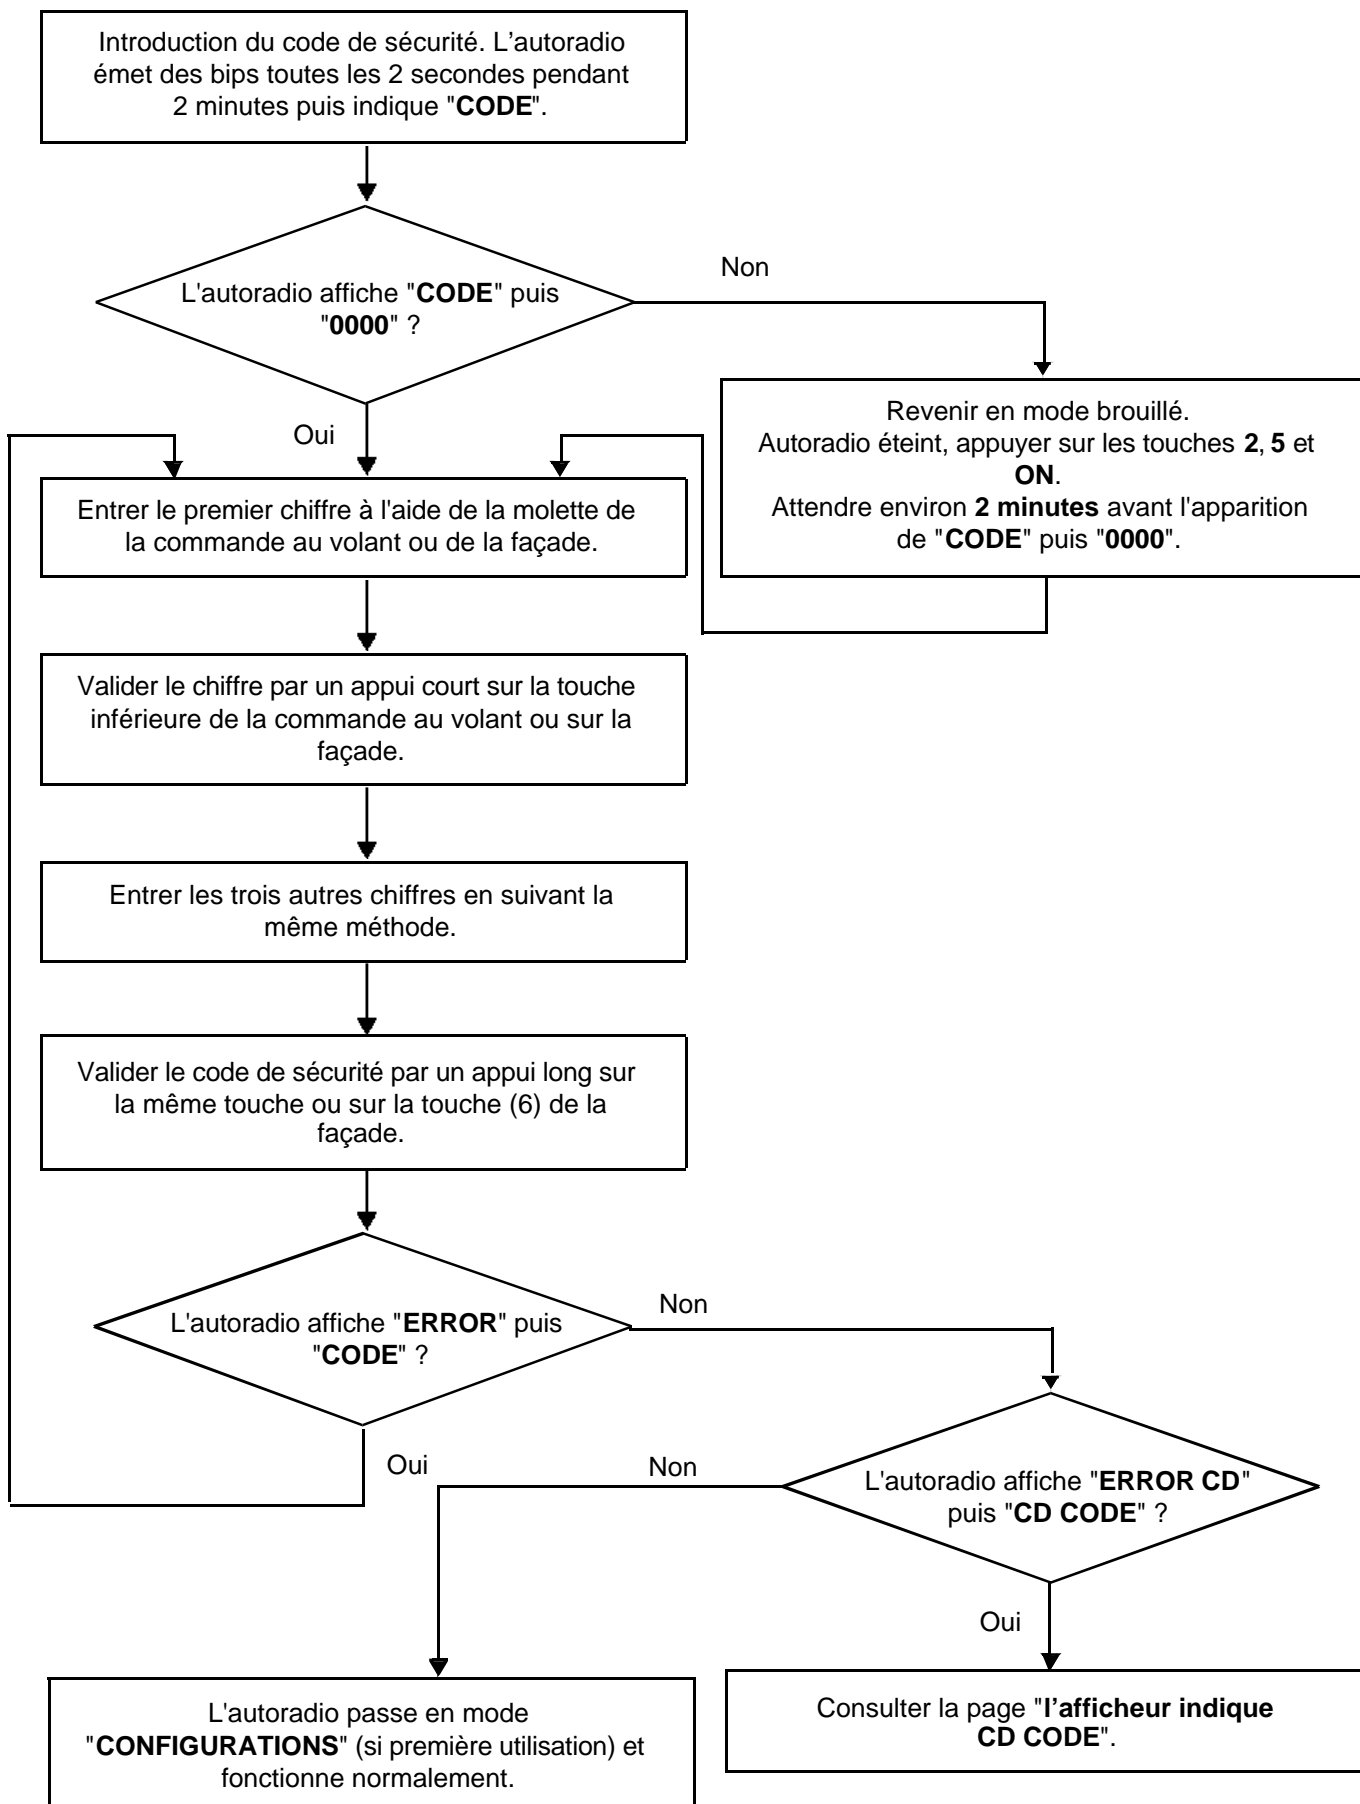 Introduction du code de sécurité. L’autoradio
émet des bips toutes les 2 secondes pendant
2 minutes puis indique "CODE".
L'autoradio affiche "CODE" puis
"0000" ?
Non
Oui
Revenir en mode brouillé.
Autoradio éteint, appuyer sur les touches 2, 5 et
ON.
Attendre environ 2 minutes avant l'apparition
de "CODE" puis "0000".
Entrer le premier chiffre à l'aide de la molette de
la commande au volant ou de la façade.
Valider le chiffre par un appui court sur la touche
inférieure de la commande au volant ou sur la
façade.
Entrer les trois autres chiffres en suivant la
même méthode.
Valider le code de sécurité par un appui long sur
la même touche ou sur la touche (6) de la
façade.
L'autoradio affiche "ERROR" puis
"CODE" ?
Non
Oui
Non
L'autoradio affiche "ERROR CD"
puis "CD CODE" ?
Oui
L'autoradio passe en mode
"CONFIGURATIONS" (si première utilisation) et
fonctionne normalement.
Consulter la page "l’afficheur indique
CD CODE".